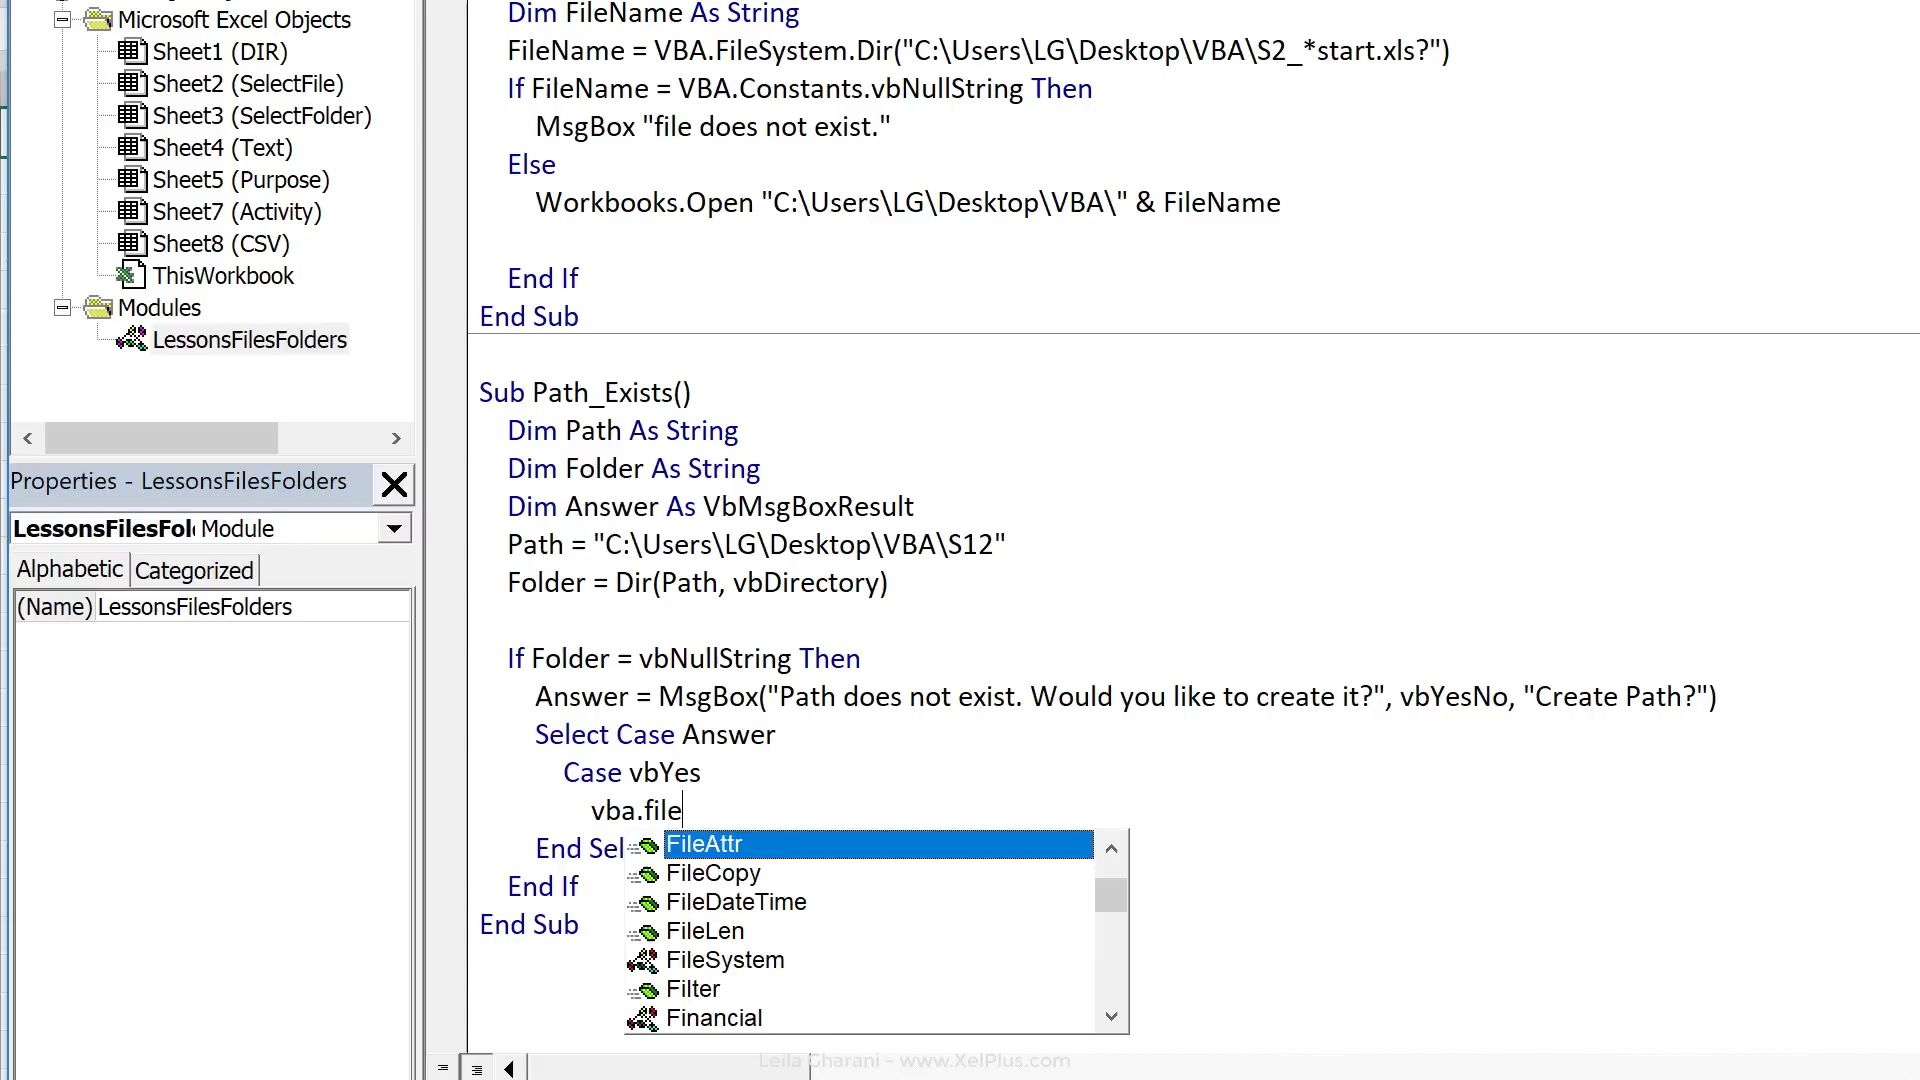 Microsoft Excel Objects
Sheet1 (DIR)
Sheet2 (SelectFile)
Sheet3 (SelectFolder)
Sheet4 (Text)
Sheet5 (Purpose)
Sheet7 (Activity)
Sheet8 (CSV)
ThisWorkbook
Modules
LessonsFilesFolders
Properties - LessonsFilesFolders
LessonsFilesFol Module
Alphabetic Categorized
(Name) LessonsFilesFolders
Dim FileName As String
FileName = VBA.FileSystem.Dir("C:\Users\LG\Desktop\VBA\S2_*start.xls?")
If FileName = VBA.Constants.vbNullString Then
MsgBox "file does not exist."
Else
Workbooks.Open "C:\Users\LG\Desktop\VBA\" & FileName
End If
End Sub
Sub Path_Exists()
Dim Path As String
Dim Folder As String
Dim Answer As VbMsgBoxResult
Path = "C:\Users\LG\Desktop\VBA\S12"
Folder = Dir(Path, vbDirectory)
If Folder = vbNullString Then
Answer = MsgBox("Path does not exist. Would you like to create it?", vbYesNo, "Create Path?")
Select Case Answer
Case vbYes
vba.file
End Sel
End If
End Sub
FileAttr
FileCopy
FileDateTime
FileLen
FileSystem
Filter
Financial
Leila Gharani - www.XelPlus.com